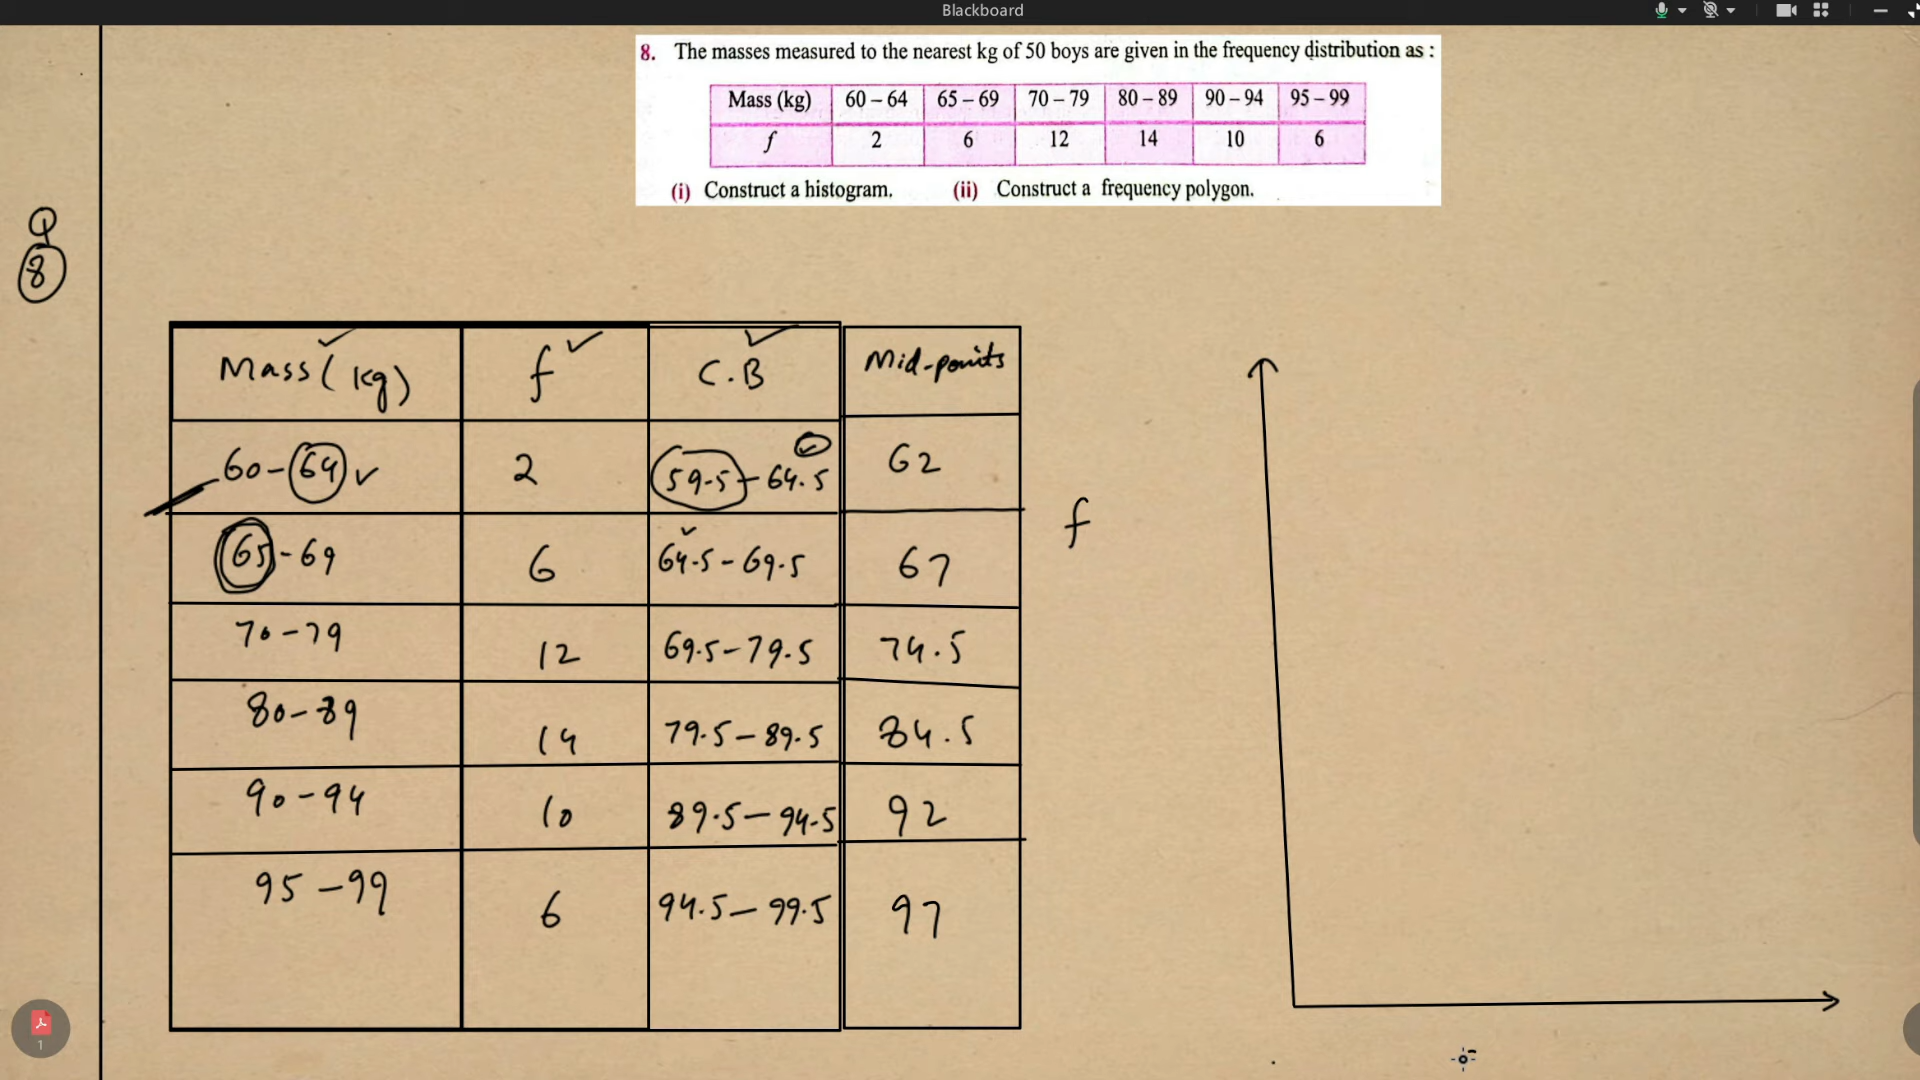 Blackboard
8. The masses measured to the nearest kg of 50 boys are given in the frequency distribution as :
Mass (kg) 60 – 64 65 – 69 70 – 79 80 – 89 90 – 94 95 – 99
f 2 6 12 14 10 6
(i) Construct a histogram. (ii) Construct a frequency polygon.
Q
8
Mass (kg) f C.B Mid-points
60-64 2 59.5-64.5 62
65-69 6 64.5-69.5 67
70-79 12 69.5-79.5 74.5
80-89 14 79.5-89.5 84.5
90-94 10 89.5-94.5 92
95-99 6 94.5-99.5 97
f
1